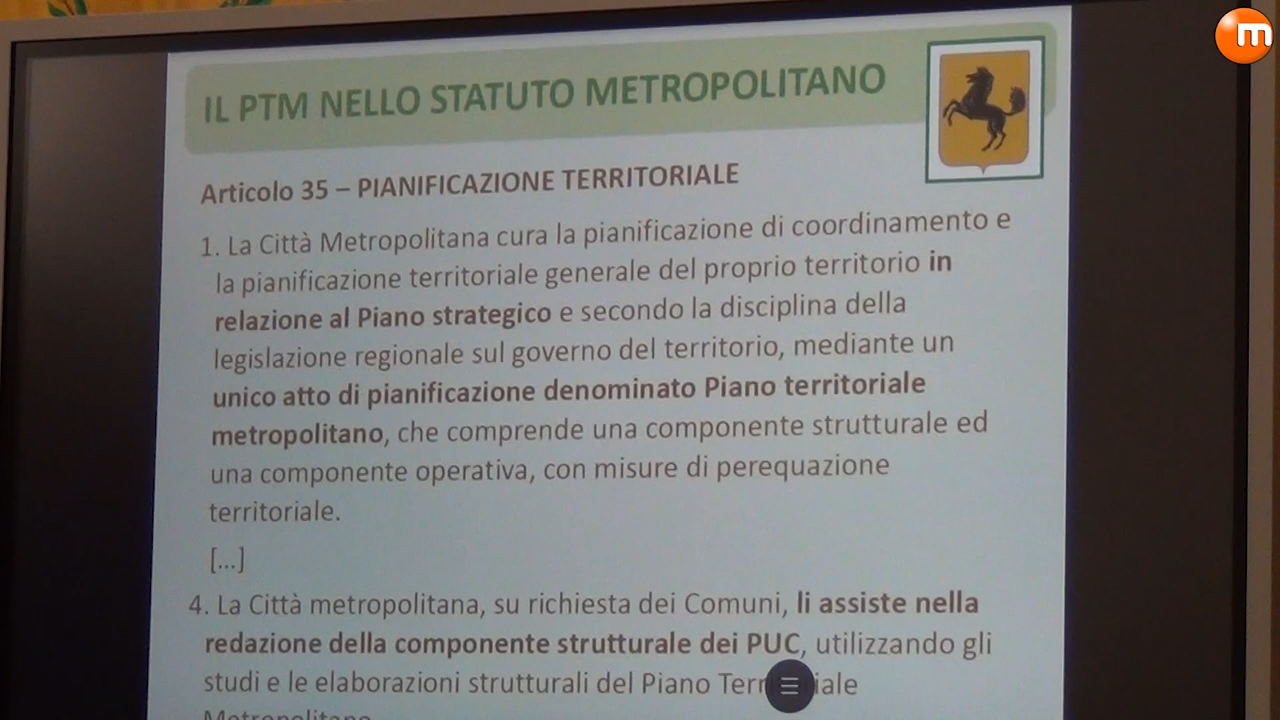 IL PTM NELLO STATUTO METROPOLITANO
Articolo 35 – PIANIFICAZIONE TERRITORIALE
1. La Città Metropolitana cura la pianificazione di coordinamento e
la pianificazione territoriale generale del proprio territorio in
relazione al Piano strategico e secondo la disciplina della
legislazione regionale sul governo del territorio, mediante un
unico atto di pianificazione denominato Piano territoriale
metropolitano, che comprende una componente strutturale ed
una componente operativa, con misure di perequazione
territoriale.
[...]
4. La Città metropolitana, su richiesta dei Comuni, li assiste nella
redazione della componente strutturale dei PUC, utilizzando gli
studi e le elaborazioni strutturali del Piano
Metropolitano
m